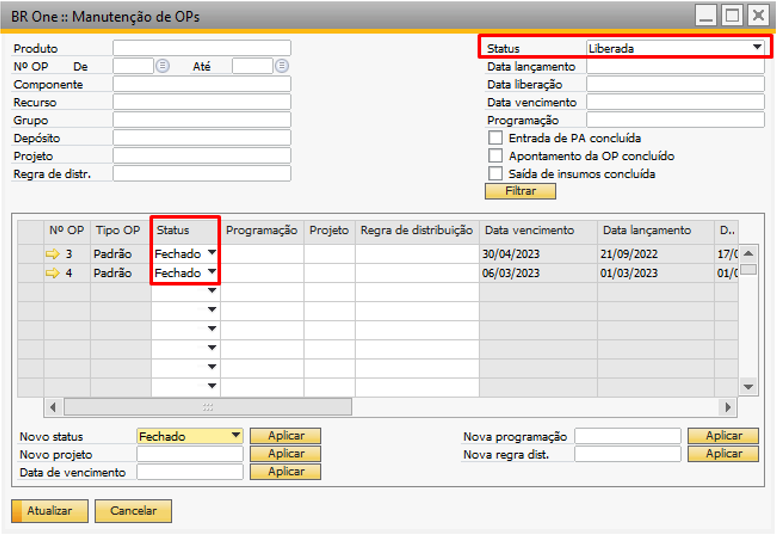 BR One :: Manutenção de OPs
Produto
Status Liberada
Nº OP De Até
Data lançamento
Componente
Data liberação
Recurso
Data vencimento
Grupo
Programação
Depósito
Entrada de PA concluída
Projeto
Apontamento da OP concluído
Regra de distr.
Saída de insumos concluída
Filtrar
Nº OP Tipo OP Status Programação Projeto Regra de distribuição Data vencimento Data lançamento D..
3 Padrão Fechado 30/04/2023 21/09/2022 17/0
4 Padrão Fechado 06/03/2023 01/03/2023 01/0
Novo status Fechado Aplicar Nova programação Aplicar
Novo projeto Aplicar Nova regra dist. Aplicar
Data de vencimento Aplicar
Atualizar Cancelar